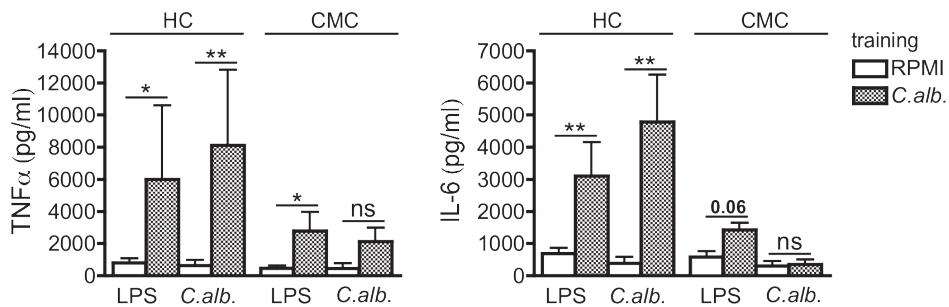 HC CMC
TNFα (pg/ml)
14000
12000
10000
8000
6000
4000
2000
0
* ** * ns
LPS C.alb. LPS C.alb.
HC CMC
IL-6 (pg/ml)
7000
6000
5000
4000
3000
2000
1000
0
** ** 0.06 ns
LPS C.alb. LPS C.alb.
training
RPMI
C.alb.